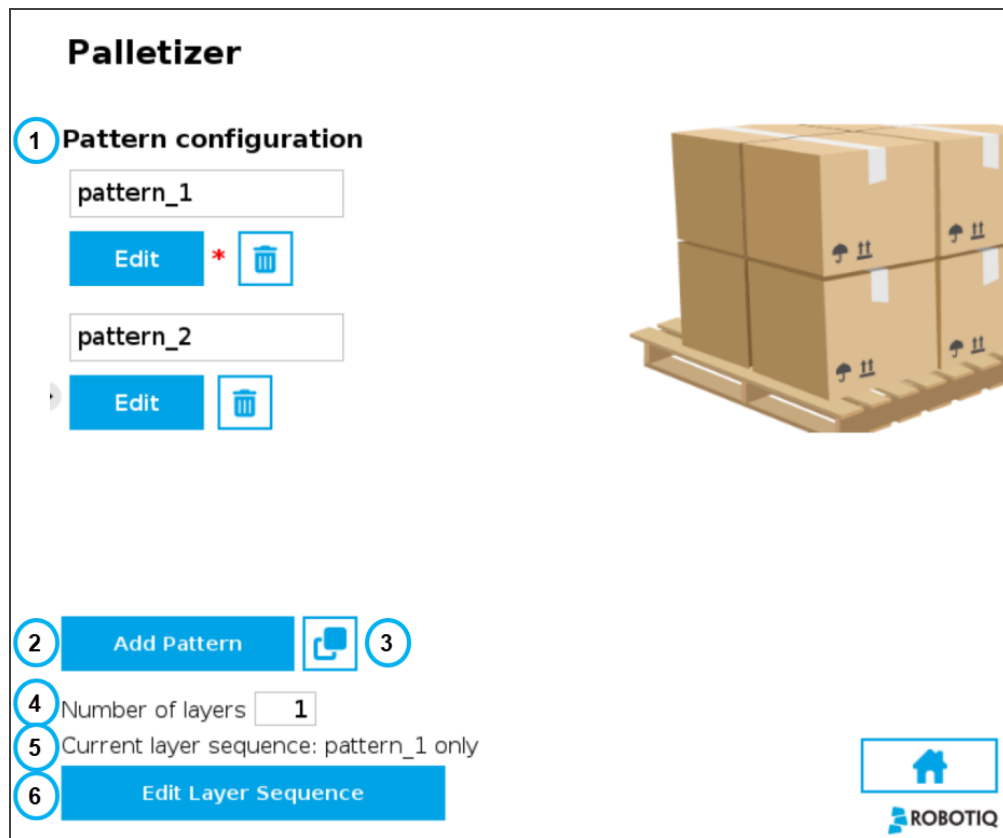 Palletizer
1 Pattern configuration
pattern_1
Edit *
pattern_2
Edit
2 Add Pattern 3
4 Number of layers 1
5 Current layer sequence: pattern_1 only
6 Edit Layer Sequence
ROBOTIQ